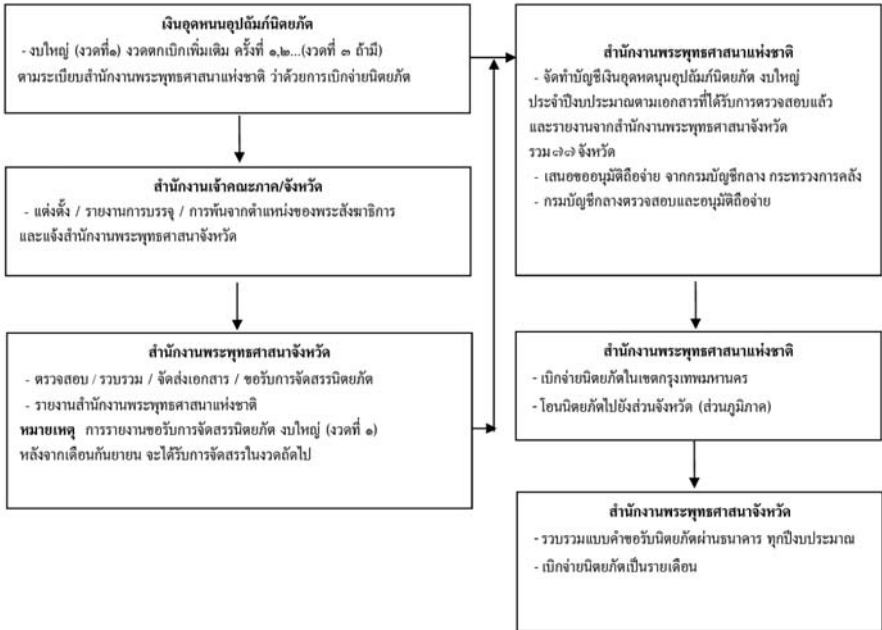 เงินอุดหนุนอุปถัมภ์นิตยภัต
- งบใหญ่ (งวดที่๑) งวดตกเบิกเพิ่มเติม ครั้งที่ ๑,๒...(งวดที่ ๓ ถ้ามี)
ตามระเบียบสำนักงานพระพุทธศาสนาแห่งชาติ ว่าด้วยการเบิกจ่ายนิตยภัต
สำนักงานเจ้าคณะภาค/จังหวัด
- แต่งตั้ง / รายงานการบรรจุ / การพ้นจากตำแหน่งของพระสังฆาธิการ
และแจ้งสำนักงานพระพุทธศาสนาจังหวัด
สำนักงานพระพุทธศาสนาจังหวัด
- ตรวจสอบ / รวบรวม / จัดส่งเอกสาร / ขอรับการจัดสรรนิตยภัต
- รายงานสำนักงานพระพุทธศาสนาแห่งชาติ
หมายเหตุ การรายงานขอรับการจัดสรรนิตยภัต งบใหญ่ (งวดที่ ๑)
หลังจากเดือนกันยายน จะได้รับการจัดสรรในงวดถัดไป
สำนักงานพระพุทธศาสนาแห่งชาติ
- จัดทำบัญชีเงินอุดหดนุนอุปถัมภ์นิตยภัต งบใหญ่
ประจำปีงบประมาณตามเอกสารที่ได้รับการตรวจสอบแล้ว
และรายงานจากสำนักงานพระพุทธศาสนาจังหวัด
รวม๗๗ จังหวัด
- เสนอขออนุมัติถือจ่าย จากกรมบัญชีกลาง กระทรวงการคลัง
- กรมบัญชีกลางตรวจสอบและอนุมัติถือจ่าย
สำนักงานพระพุทธศาสนาแห่งชาติ
- เบิกจ่ายนิตยภัตในเขตกรุงเทพมหานคร
- โอนนิตยภัตไปยังส่วนจังหวัด (ส่วนภูมิภาค)
สำนักงานพระพุทธศาสนาจังหวัด
- รวบรวมแบบคำขอรับนิตยภัตผ่านธนาคาร ทุกปีงบประมาณ
- เบิกจ่ายนิตยภัตเป็นรายเดือน